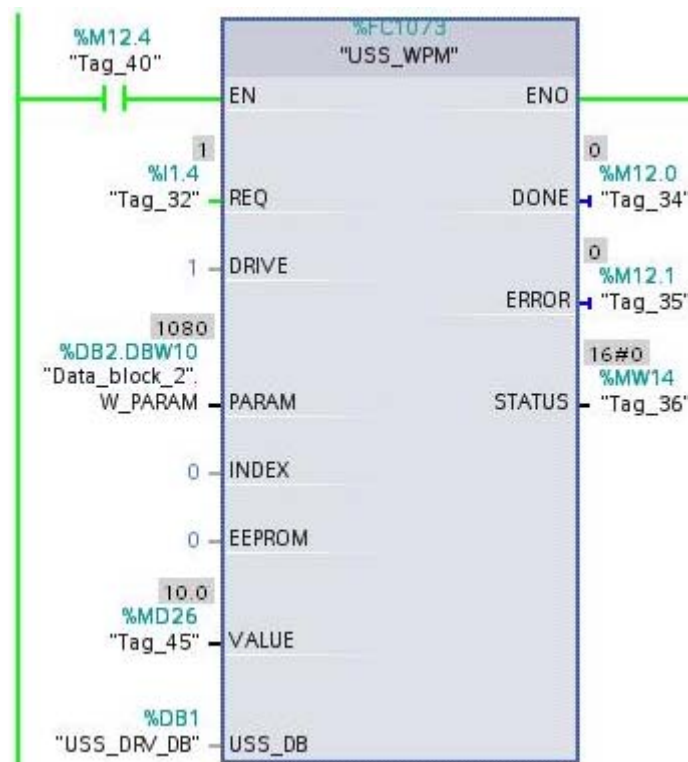 %M12.4
"Tag_40"
%FC1073
"USS_WPM"
EN
ENO
1
%I1.4
"Tag_32"
REQ
0
%M12.0
DONE
"Tag_34"
1
DRIVE
0
%M12.1
ERROR
"Tag_35"
1080
%DB2.DBW10
"Data_block_2".
W_PARAM
PARAM
16#0
%MW14
STATUS
"Tag_36"
0
INDEX
0
EEPROM
10.0
%MD26
"Tag_45"
VALUE
%DB1
"USS_DRV_DB"
USS_DB